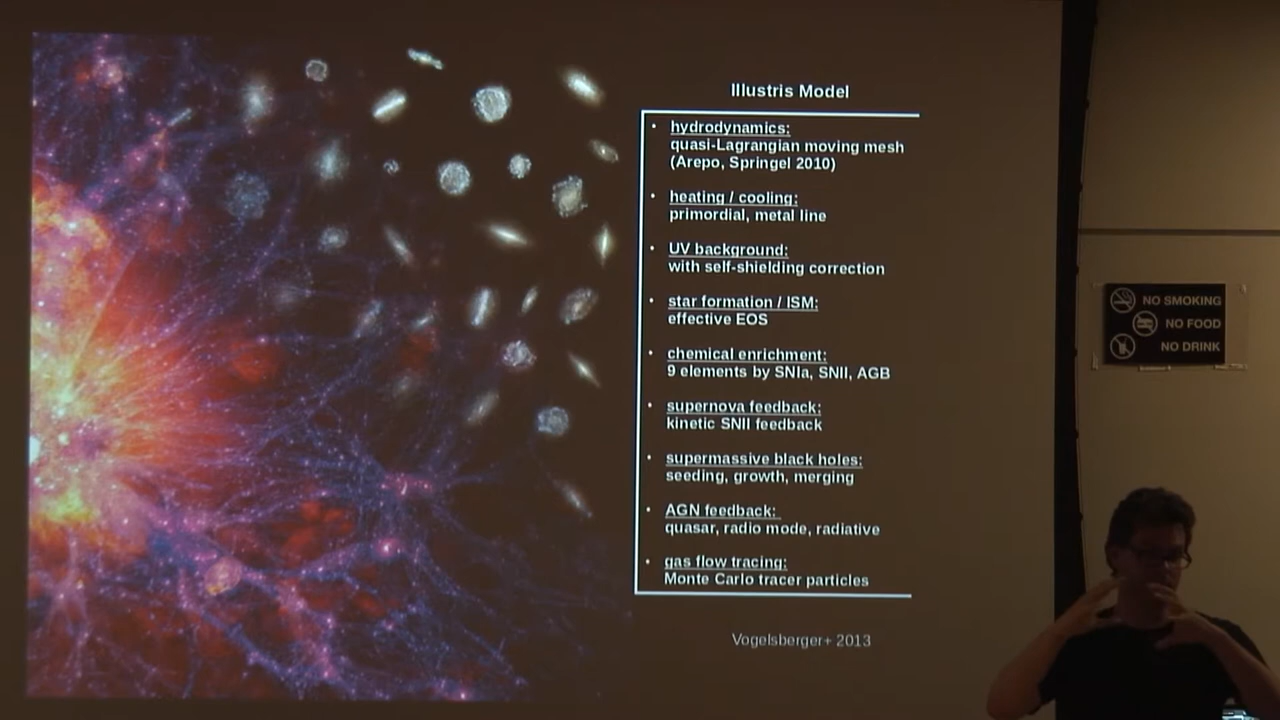 Illustris Model
• hydrodynamics:
quasi-Lagrangian moving mesh
(Arepo, Springel 2010)
• heating / cooling:
primordial, metal line
• UV background:
with self-shielding correction
• star formation / ISM:
effective EOS
• chemical enrichment:
9 elements by SNIa, SNII, AGB
• supernova feedback:
kinetic SNII feedback
• supermassive black holes:
seeding, growth, merging
• AGN feedback:
quasar, radio mode, radiative
• gas flow tracing:
Monte Carlo tracer particles
Vogelsberger+ 2013
NO SMOKING
NO FOOD
NO DRINK